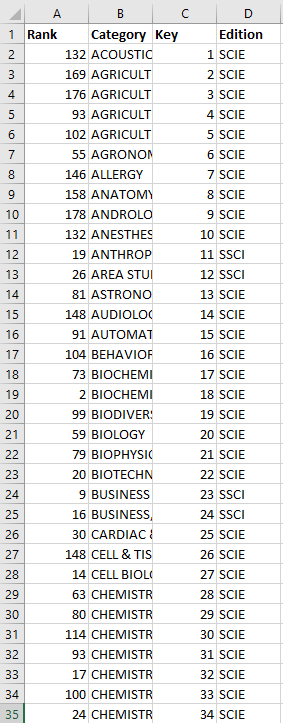 A B C D
1 Rank Category Key Edition
2 132 ACOUSTIC 1 SCIE
3 169 AGRICULT 2 SCIE
4 176 AGRICULT 3 SCIE
5 93 AGRICULT 4 SCIE
6 102 AGRICULT 5 SCIE
7 55 AGRONOM 6 SCIE
8 146 ALLERGY 7 SCIE
9 158 ANATOMY 8 SCIE
10 178 ANDROLO 9 SCIE
11 132 ANESTHES 10 SCIE
12 19 ANTHROP 11 SSCI
13 26 AREA STU 12 SSCI
14 81 ASTRONO 13 SCIE
15 148 AUDIOLOG 14 SCIE
16 91 AUTOMAT 15 SCIE
17 104 BEHAVIOR 16 SCIE
18 73 BIOCHEMI 17 SCIE
19 2 BIOCHEMI 18 SCIE
20 99 BIODIVERS 19 SCIE
21 59 BIOLOGY 20 SCIE
22 79 BIOPHYSIC 21 SCIE
23 20 BIOTECHN 22 SCIE
24 9 BUSINESS 23 SSCI
25 16 BUSINESS, 24 SSCI
26 30 CARDIAC & 25 SCIE
27 148 CELL & TIS 26 SCIE
28 14 CELL BIOL 27 SCIE
29 63 CHEMISTR 28 SCIE
30 80 CHEMISTR 29 SCIE
31 114 CHEMISTR 30 SCIE
32 93 CHEMISTR 31 SCIE
33 17 CHEMISTR 32 SCIE
34 100 CHEMISTR 33 SCIE
35 24 CHEMISTR 34 SCIE